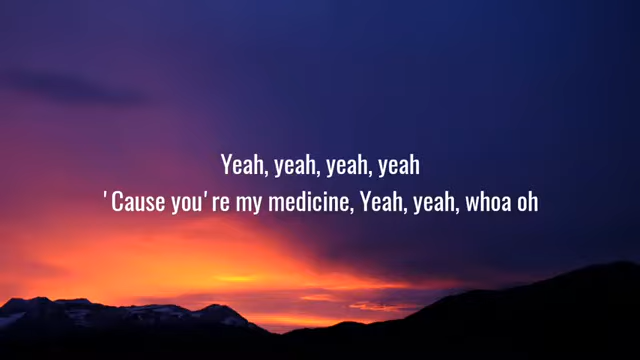 Yeah, yeah, yeah, yeah
'Cause you're my medicine, Yeah, yeah, whoa oh